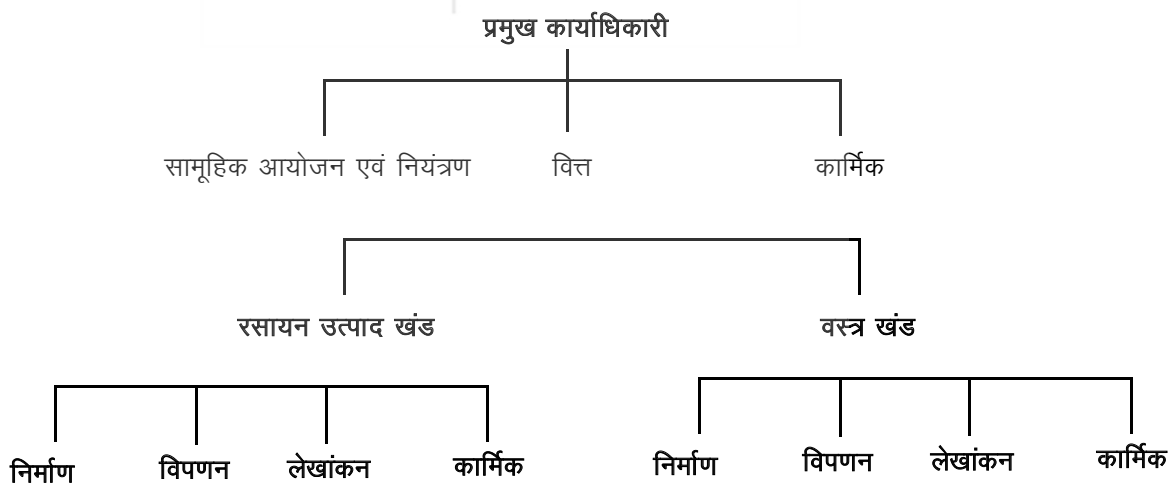 प्रमुख कार्याधिकारी
सामूहिक आयोजन एवं नियंत्रण वित्त कार्मिक
रसायन उत्पाद खंड वस्त्र खंड
निर्माण विपणन लेखांकन कार्मिक निर्माण विपणन लेखांकन कार्मिक